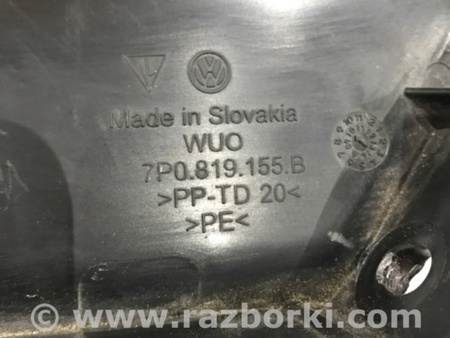 Made in Slovakia
WUO
7P0.819.155.B
>PP-TD 20<
>PE<
www.razborki.com